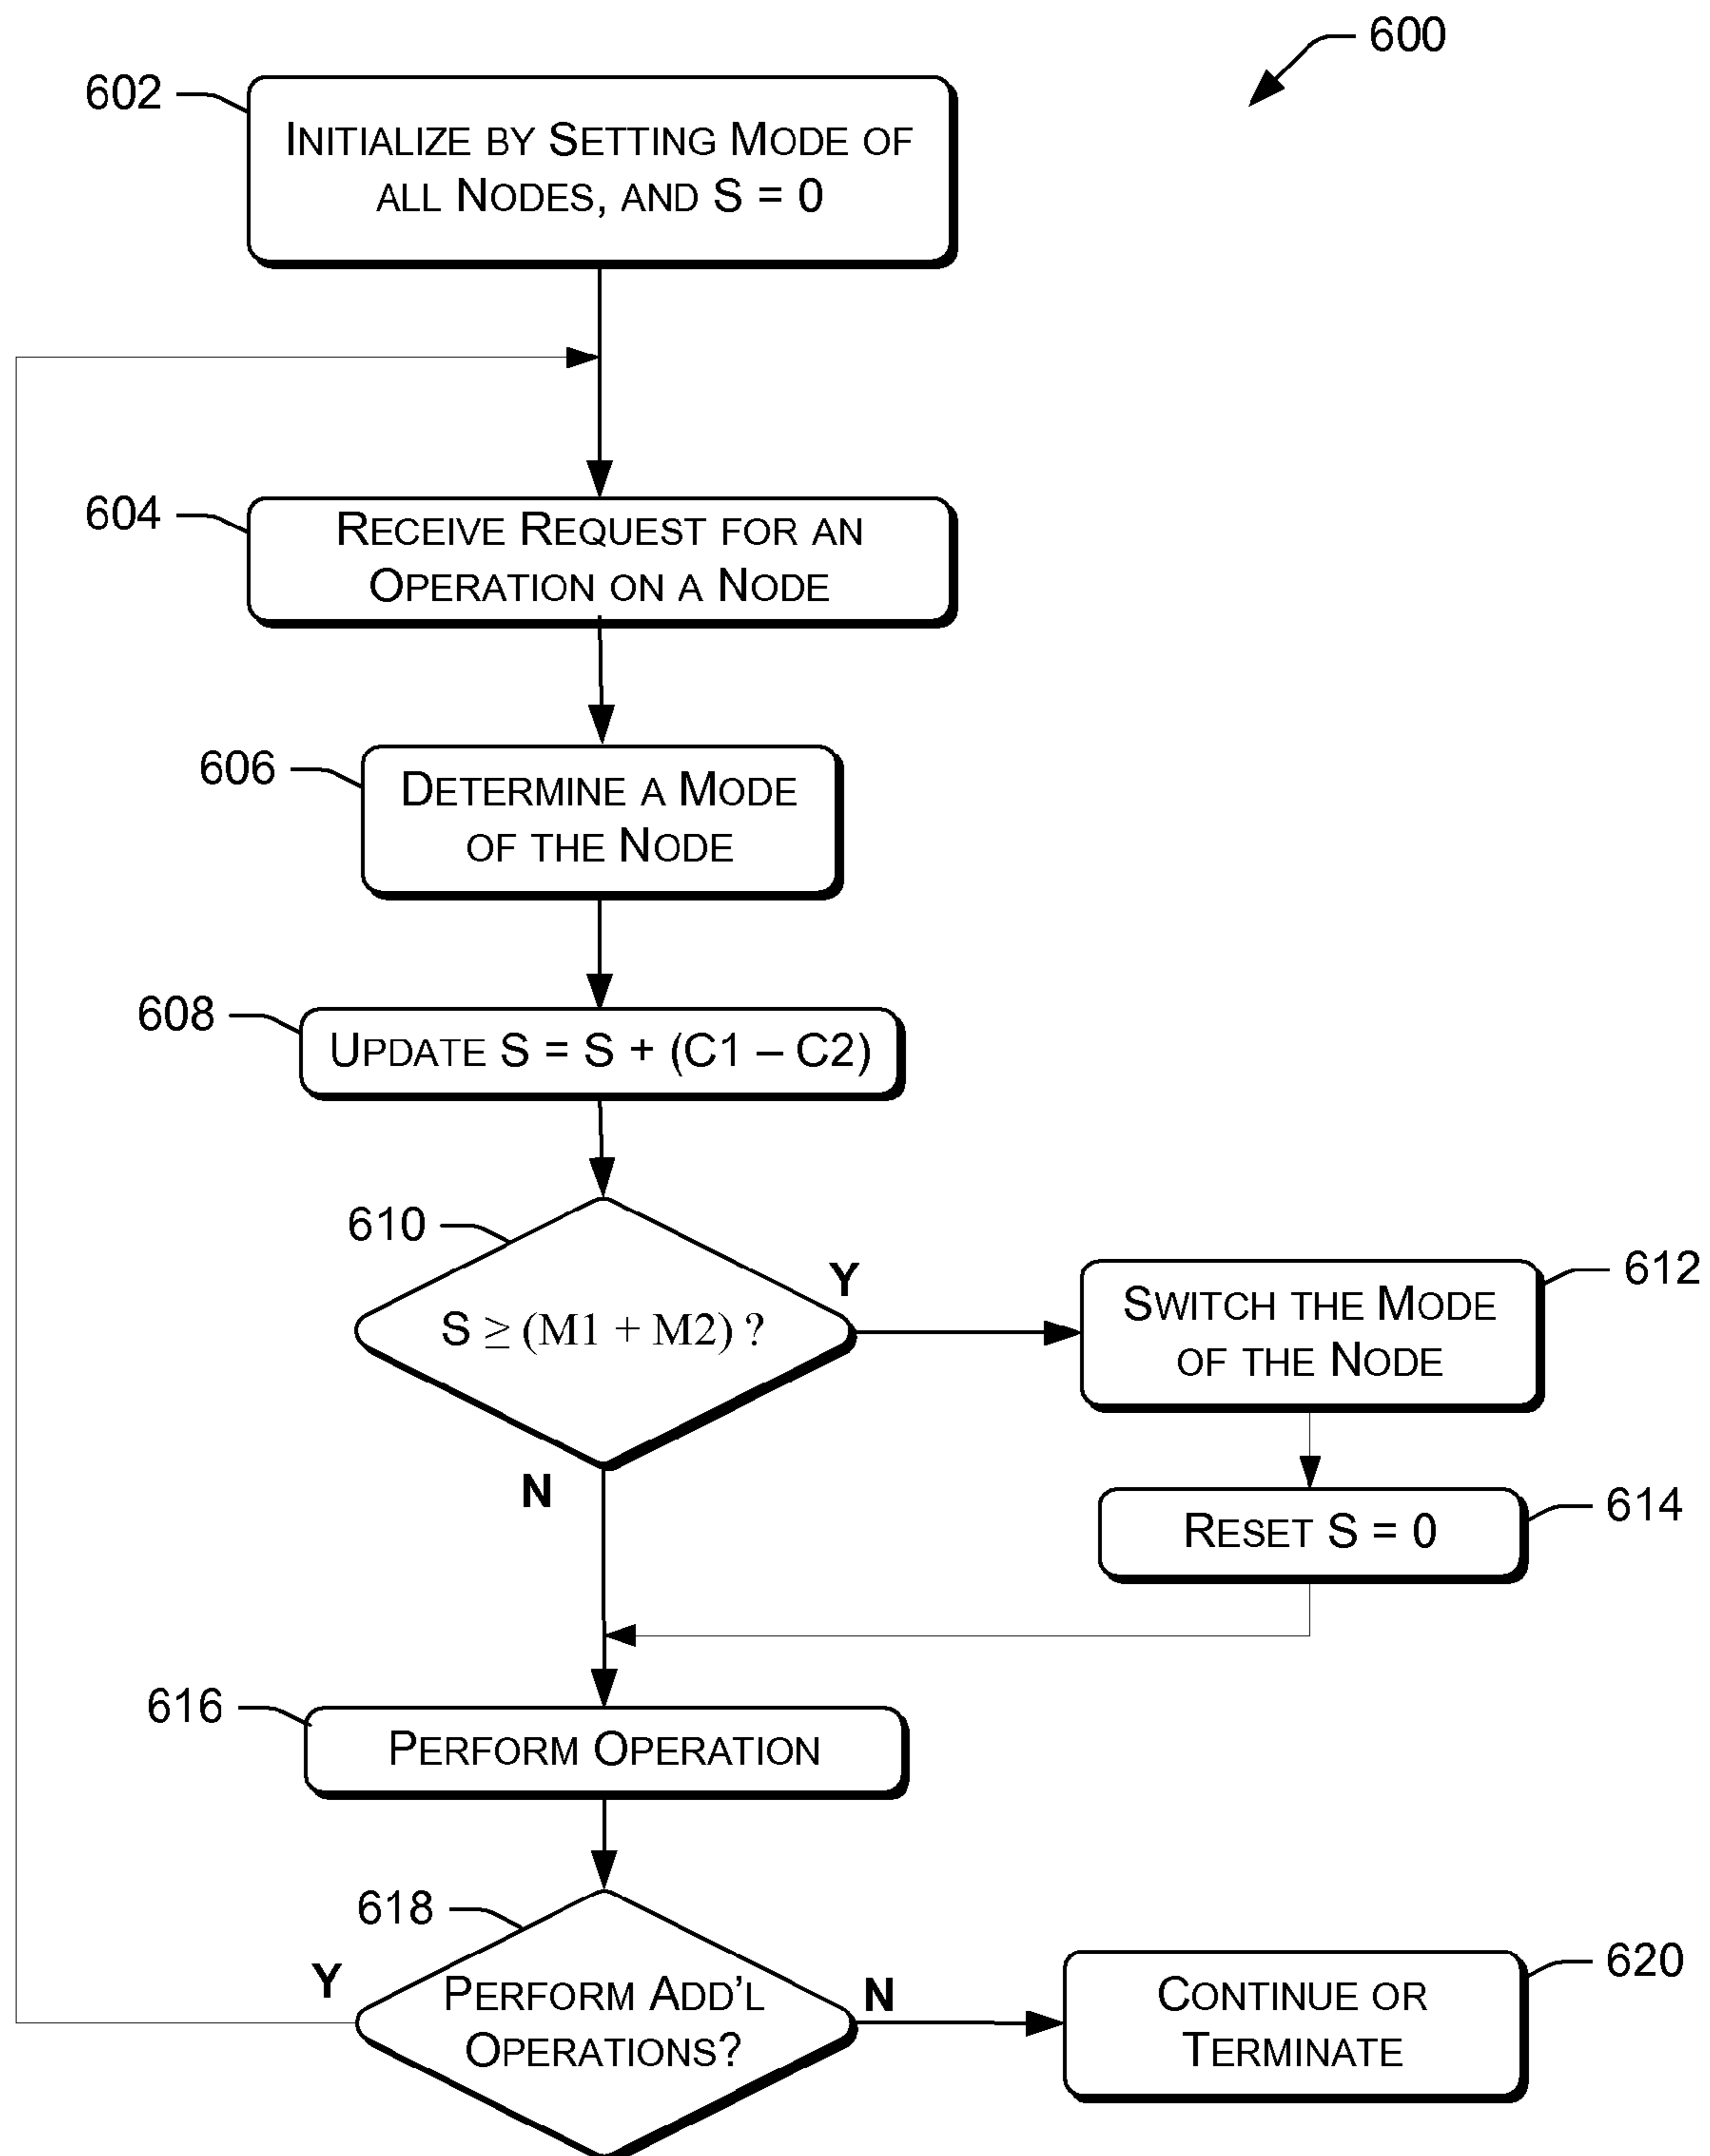 600
602
INITIALIZE BY SETTING MODE OF
ALL NODES, AND S = 0
604
RECEIVE REQUEST FOR AN
OPERATION ON A NODE
606
DETERMINE A MODE
OF THE NODE
608
UPDATE S = S + (C1 – C2)
610
S ≥ (M1 + M2) ?
Y
N
612
SWITCH THE MODE
OF THE NODE
614
RESET S = 0
616
PERFORM OPERATION
618
PERFORM ADD'L
OPERATIONS?
Y
N
620
CONTINUE OR
TERMINATE